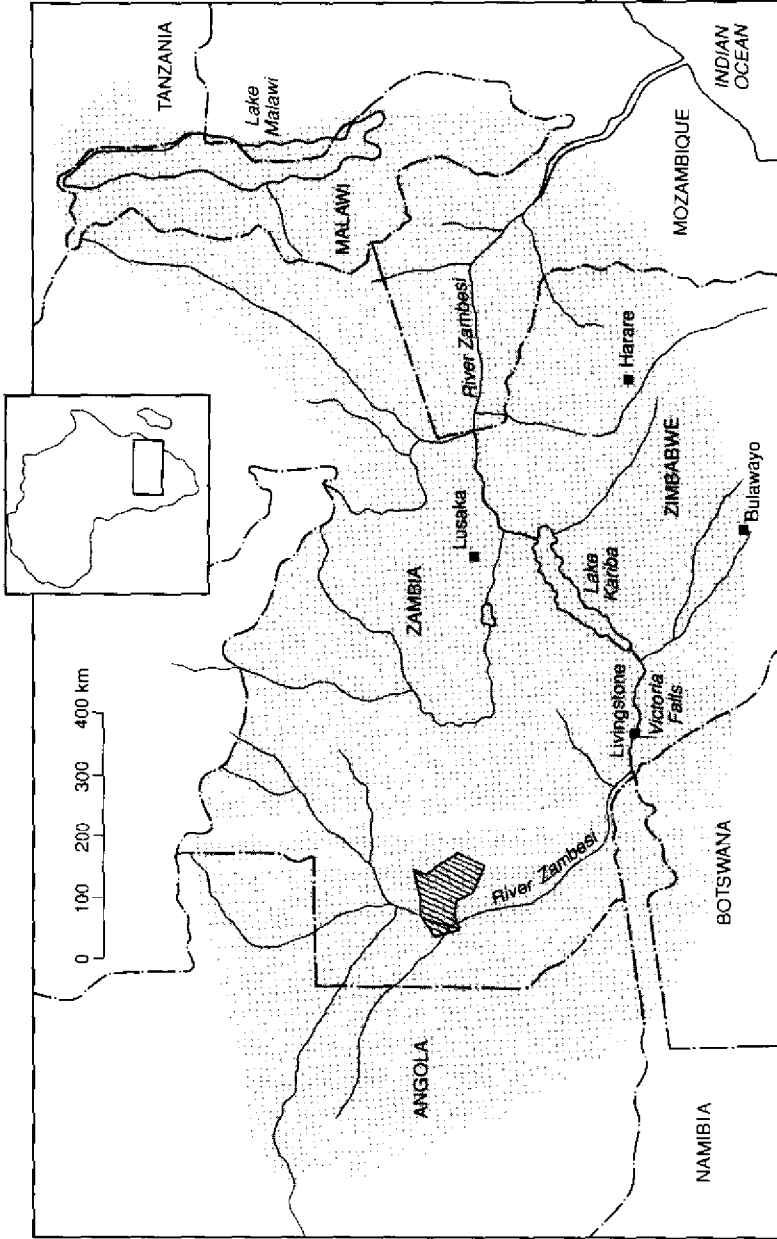 TANZANIA
Lake
Malawi
MALAWI
INDIAN
OCEAN
MOZAMBIQUE
River Zambesi
Harare
Lusaka
ZAMBIA
ZIMBABWE
Bulawayo
Lake
Kariba
Livingstone
Victoria
Falls
0 100 200 300 400 km
River Zambesi
ANGOLA
BOTSWANA
NAMIBIA